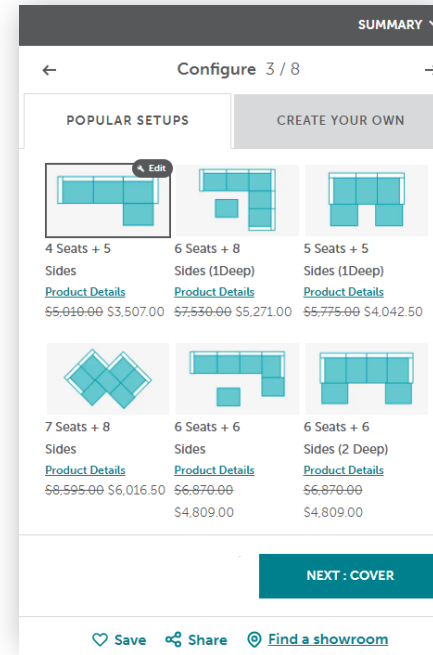 SUMMARY
Configure 3 / 8
POPULAR SETUPS
CREATE YOUR OWN
Edit
4 Seats + 5
Sides
Product Details
$5,010.00 $3,507.00
6 Seats + 8
Sides (1Deep)
Product Details
$7,530.00 $5,271.00
5 Seats + 5
Sides (1Deep)
Product Details
$5,775.00 $4,042.50
7 Seats + 8
Sides
Product Details
$8,595.00 $6,016.50
6 Seats + 6
Sides
Product Details
$6,870.00
$4,809.00
6 Seats + 6
Sides (2 Deep)
Product Details
$6,870.00
$4,809.00
NEXT : COVER
Save
Share
Find a showroom